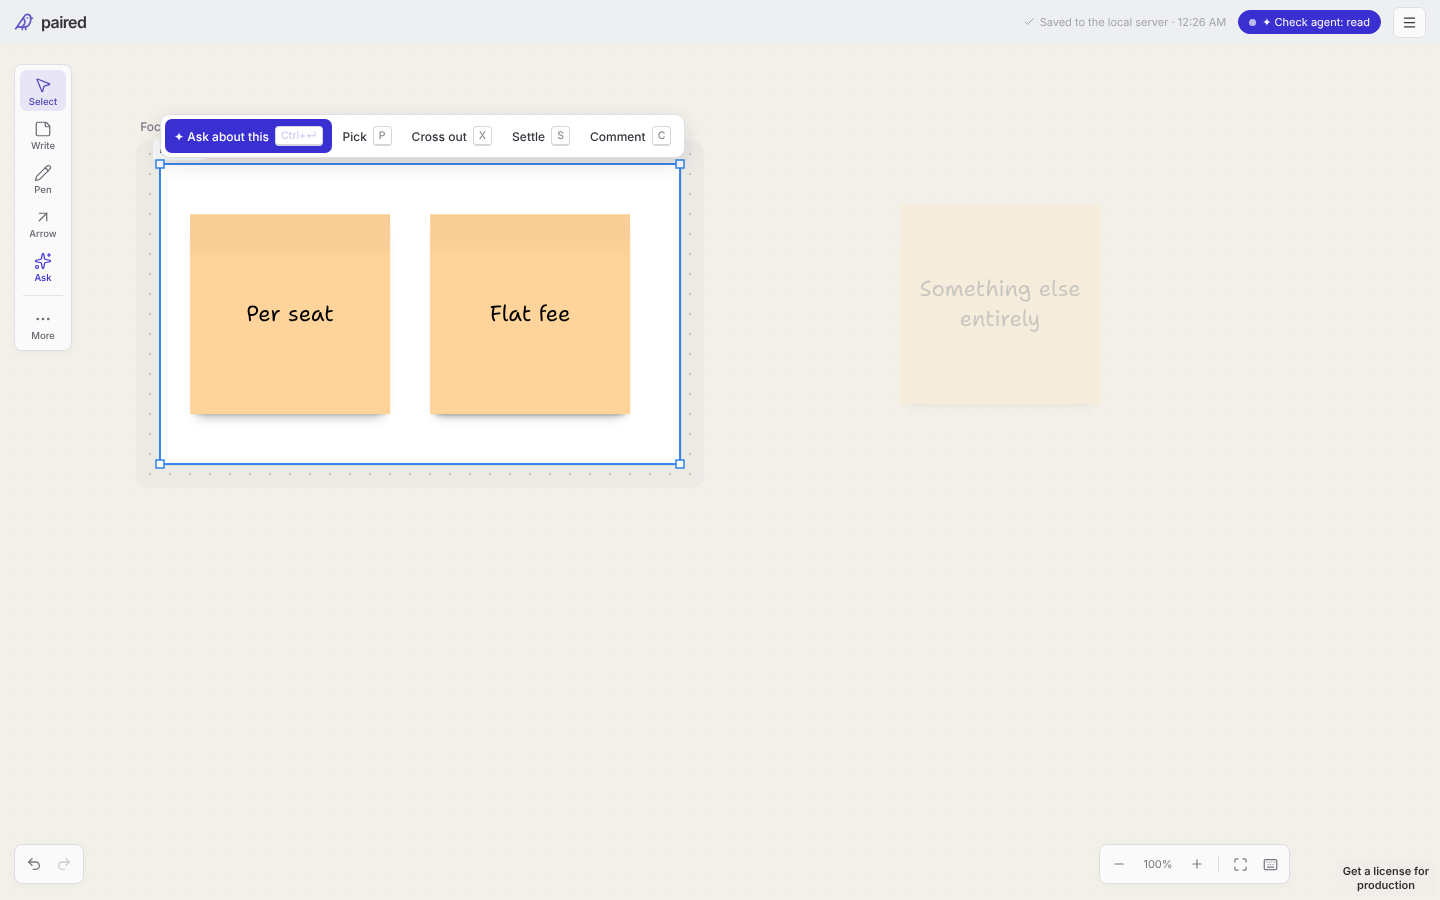 paired
Saved to the local server · 12:26 AM
✦ Check agent: read
Select
Write
Pen
Arrow
Ask
More
Foc
✦ Ask about this Ctrl+↵
Pick P
Cross out X
Settle S
Comment C
Per seat
Flat fee
Something else
entirely
100%
Get a license for
production